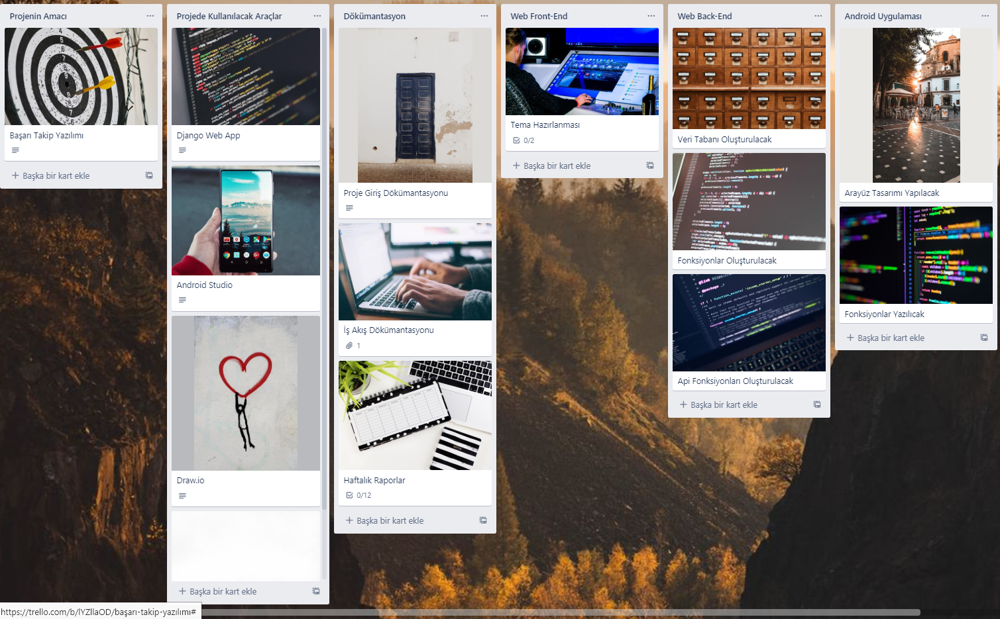 Projenin Amacı
Başarı Takip Yazılımı
Başka bir kart ekle
Projede Kullanılacak Araçlar
Django Web App
Android Studio
Draw.io
Başka bir kart ekle
Dökümantasyon
Proje Giriş Dökümantasyonu
İş Akış Dökümantasyonu
1
Haftalık Raporlar
0/12
Başka bir kart ekle
Web Front-End
Tema Hazırlanması
0/2
Başka bir kart ekle
Web Back-End
Veri Tabanı Oluşturulacak
Fonksiyonlar Oluşturulacak
Api Fonksiyonları Oluşturulacak
Başka bir kart ekle
Android Uygulaması
Arayüz Tasarımı Yapılacak
Fonksiyonlar Yazılıcak
Başka bir kart ekle
https://trello.com/b/lYZllaOD/başarı-takip-yazılımı#